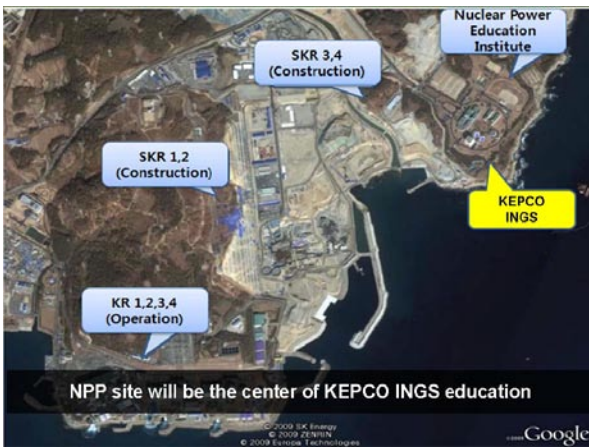 Nuclear Power
Education
Institute
SKR 3,4
(Construction)
SKR 1,2
(Construction)
KEPCO
INGS
KR 1,2,3,4
(Operation)
NPP site will be the center of KEPCO INGS education
© 2009 SK Energy
© 2009 ZENRIN
© 2009 Europa Technologies
©2009 Google